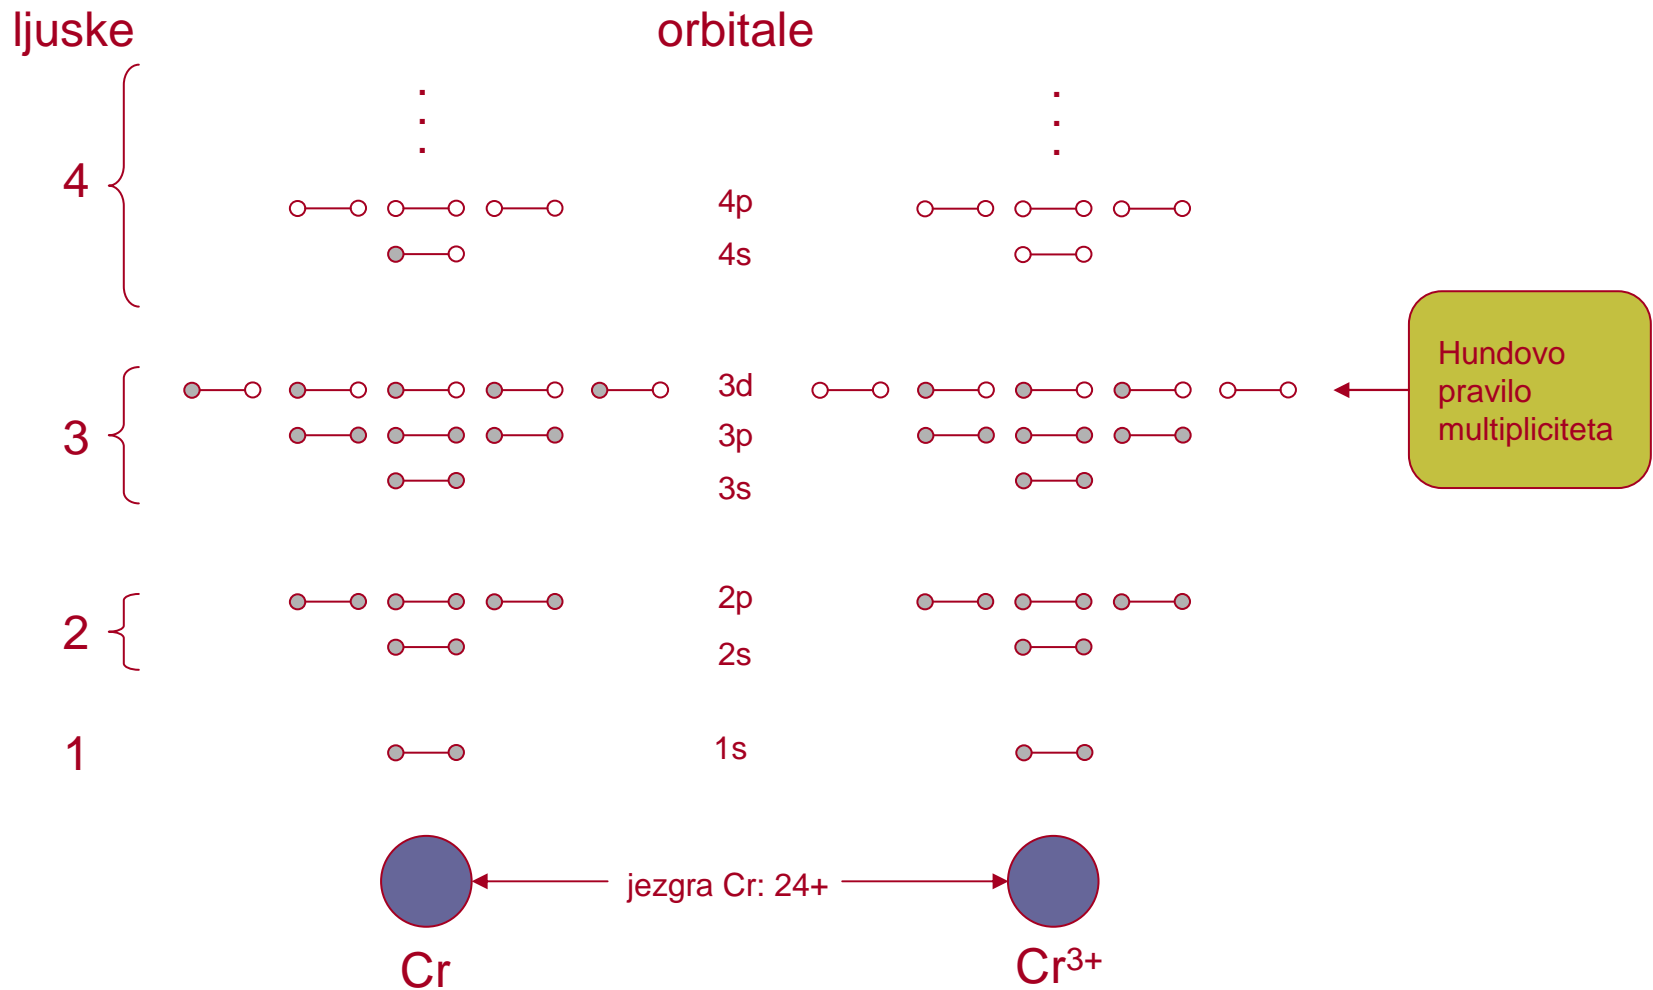 ljuske
orbitale
4
4p
4s
3
3d
3p
3s
Hundovo
pravilo
multipliciteta
2
2p
2s
1
1s
jezgra Cr: 24+
Cr
Cr³⁺